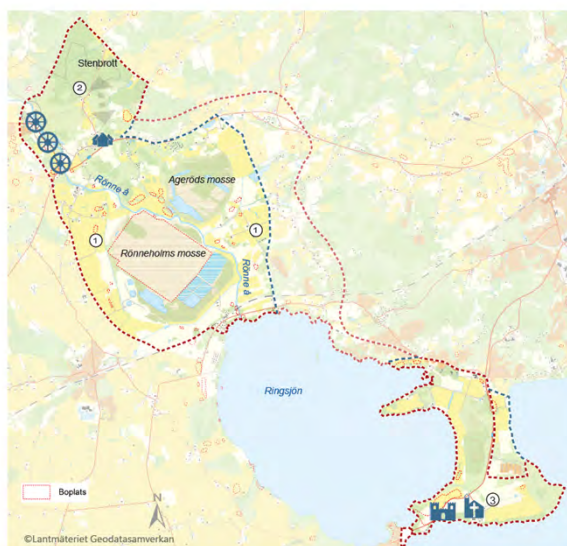 Stenbrott
2
Rönne å
Ageröds mosse
1
1
Rönneholms mosse
Rönne å
Ringsjön
Boplats
N
3
©Lantmäteriet Geodatasamverkan